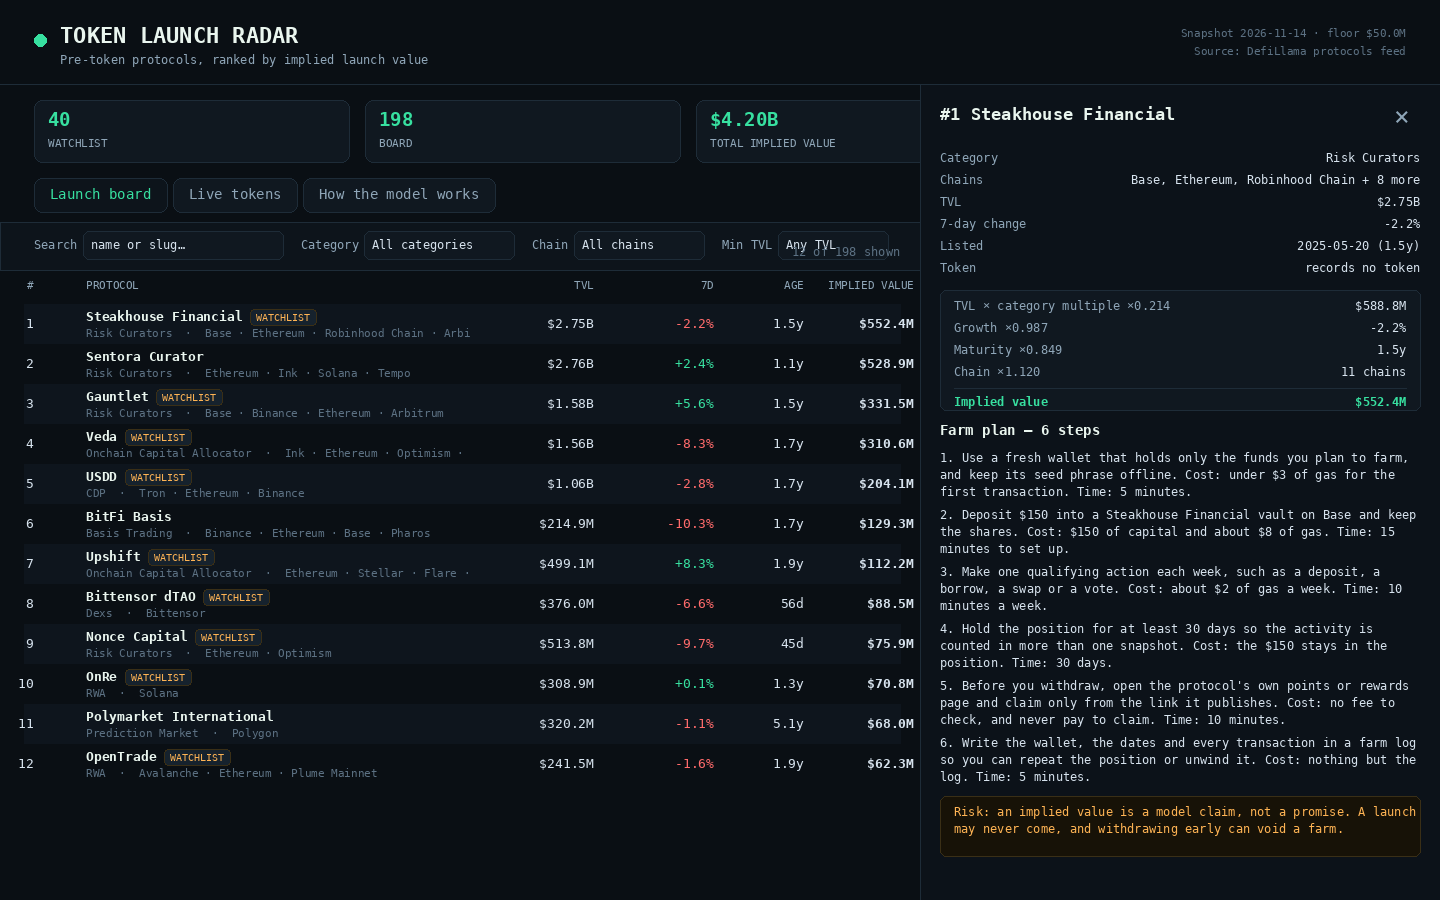 TOKEN LAUNCH RADAR
Pre-token protocols, ranked by implied launch value
Snapshot 2026-11-14 · floor $50.0M
Source: DefiLlama protocols feed
40
WATCHLIST
198
BOARD
$4.20B
TOTAL IMPLIED VALUE
Launch board
Live tokens
How the model works
Search name or slug… Category All categories Chain All chains Min TVL Any TVL
12 of 198 shown
# PROTOCOL TVL 7D AGE IMPLIED VALUE
1 Steakhouse Financial WATCHLIST $2.75B -2.2% 1.5y $552.4M
Risk Curators · Base · Ethereum · Robinhood Chain · Arbi
2 Sentora Curator $2.76B +2.4% 1.1y $528.9M
Risk Curators · Ethereum · Ink · Solana · Tempo
3 Gauntlet WATCHLIST $1.58B +5.6% 1.5y $331.5M
Risk Curators · Base · Binance · Ethereum · Arbitrum
4 Veda WATCHLIST $1.56B -8.3% 1.7y $310.6M
Onchain Capital Allocator · Ink · Ethereum · Optimism ·
5 USDD WATCHLIST $1.06B -2.8% 1.7y $204.1M
CDP · Tron · Ethereum · Binance
6 BitFi Basis $214.9M -10.3% 1.7y $129.3M
Basis Trading · Binance · Ethereum · Base · Pharos
7 Upshift WATCHLIST $499.1M +8.3% 1.9y $112.2M
Onchain Capital Allocator · Ethereum · Stellar · Flare ·
8 Bittensor dTAO WATCHLIST $376.0M -6.6% 56d $88.5M
Dexs · Bittensor
9 Nonce Capital WATCHLIST $513.8M -9.7% 45d $75.9M
Risk Curators · Ethereum · Optimism
10 OnRe WATCHLIST $308.9M +0.1% 1.3y $70.8M
RWA · Solana
11 Polymarket International $320.2M -1.1% 5.1y $68.0M
Prediction Market · Polygon
12 OpenTrade WATCHLIST $241.5M -1.6% 1.9y $62.3M
RWA · Avalanche · Ethereum · Plume Mainnet
#1 Steakhouse Financial ×
Category Risk Curators
Chains Base, Ethereum, Robinhood Chain + 8 more
TVL $2.75B
7-day change -2.2%
Listed 2025-05-20 (1.5y)
Token records no token
TVL × category multiple ×0.214 $588.8M
Growth ×0.987 -2.2%
Maturity ×0.849 1.5y
Chain ×1.120 11 chains
Implied value $552.4M
Farm plan — 6 steps
1. Use a fresh wallet that holds only the funds you plan to farm,
and keep its seed phrase offline. Cost: under $3 of gas for the
first transaction. Time: 5 minutes.
2. Deposit $150 into a Steakhouse Financial vault on Base and keep
the shares. Cost: $150 of capital and about $8 of gas. Time: 15
minutes to set up.
3. Make one qualifying action each week, such as a deposit, a
borrow, a swap or a vote. Cost: about $2 of gas a week. Time: 10
minutes a week.
4. Hold the position for at least 30 days so the activity is
counted in more than one snapshot. Cost: the $150 stays in the
position. Time: 30 days.
5. Before you withdraw, open the protocol's own points or rewards
page and claim only from the link it publishes. Cost: no fee to
check, and never pay to claim. Time: 10 minutes.
6. Write the wallet, the dates and every transaction in a farm log
so you can repeat the position or unwind it. Cost: nothing but the
log. Time: 5 minutes.
Risk: an implied value is a model claim, not a promise. A launch
may never come, and withdrawing early can void a farm.